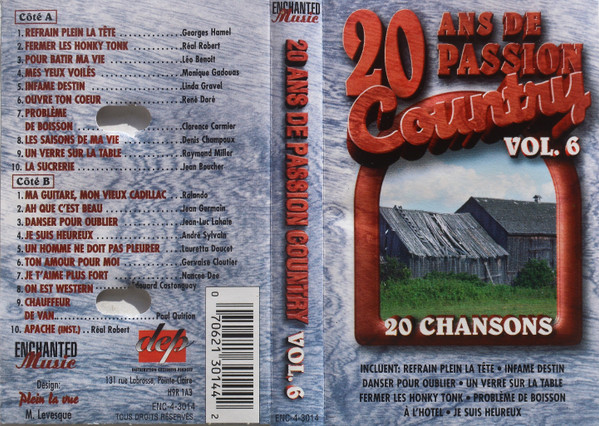 Côté A
1. REFRAIN PLEIN LA TÊTE ........ Georges Hamel
2. FERMER LES HONKY TONK ........ Réal Robert
3. POUR BATIR MA VIE ........ Léo Benoit
4. MES YEUX VOILÉS ........ Monique Gadouas
5. INFAME DESTIN ........ Linda Gravel
6. OUVRE TON COEUR ........ René Doré
7. PROBLÈME
DE BOISSON ........ Clarence Cormier
8. LES SAISONS DE MA VIE ........ Denis Champoux
9. UN VERRE SUR LA TABLE ........ Raymond Miller
10. LA SUCRERIE ........ Jean Boucher
Côté B
1. MA GUITARE, MON VIEUX CADILLAC ... Rolando
2. AH QUE C'EST BEAU ........ Jean Germain
3. DANSER POUR OUBLIER ........ Jean-Luc Lahaie
4. JE SUIS HEUREUX ........ André Sylvain
5. UN HOMME NE DOIT PAS PLEURER ... Lauretta Doucet
6. TON AMOUR POUR MOI ........ Gervaise Cloutier
7. JE T'AIME PLUS FORT ........ Nancee Dee
8. ON EST WESTERN ........ Édouard Castonguay
9. CHAUFFEUR
DE VAN ........ Paul Quirion
10. APACHE (INST.) .. Réal Robert
ENCHANTED
Music
Désign:
Plein la vue
M. Levesque
dep
DISTRIBUTION EXCLUSIVE
131 rue Labrosse, Pointe-Claire
H9R 1A3
ENC-4-3014
TOUS DROITS RÉSERVÉS
0 70621 30144 2
ENCHANTED
Music
20 ANS DE PASSION COUNTRY VOL. 6
ENC-4-3014
20 ANS DE
PASSION
Country
VOL. 6
20 CHANSONS
INCLUENT: REFRAIN PLEIN LA TÊTE • INFAME DESTIN
DANSER POUR OUBLIER • UN VERRE SUR LA TABLE
FERMER LES HONKY TONK • PROBLÈME DE BOISSON
À L'HOTEL • JE SUIS HEUREUX